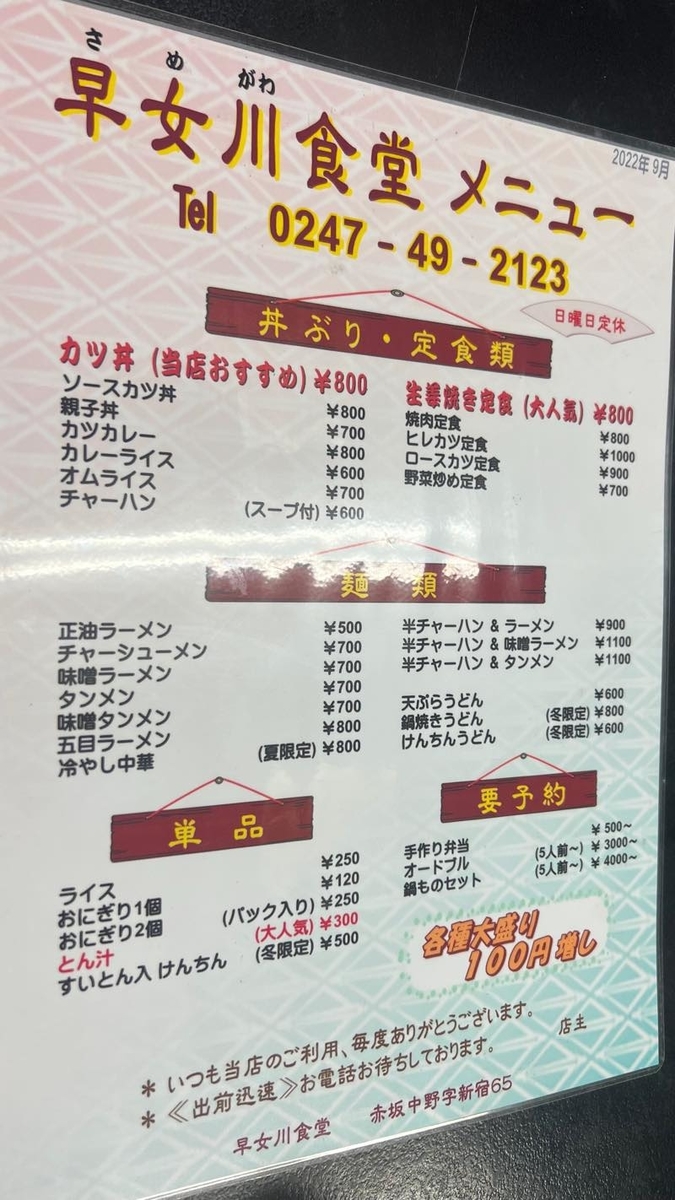 さめがわ
早女川食堂 メニュー
2022年 9月
Tel 0247 - 49 - 2123
日曜日定休
丼ぶり・定食類
カツ丼 (当店おすすめ) ¥800
ソースカツ丼 ¥800
親子丼 ¥700
カツカレー ¥800
カレーライス ¥600
オムライス ¥700
チャーハン (スープ付) ¥600
生姜焼き定食 (大人気) ¥800
焼肉定食 ¥800
ヒレカツ定食 ¥1000
ロースカツ定食 ¥900
野菜炒め定食 ¥700
麺 類
正油ラーメン ¥500
チャーシューメン ¥700
味噌ラーメン ¥700
タンメン ¥700
味噌タンメン ¥700
五目ラーメン ¥800
冷やし中華 (夏限定) ¥800
半チャーハン & ラーメン ¥900
半チャーハン & 味噌ラーメン ¥1100
半チャーハン & タンメン ¥1100
天ぷらうどん ¥600
鍋焼きうどん (冬限定) ¥800
けんちんうどん (冬限定) ¥600
単 品
ライス ¥250
おにぎり1個 ¥120
おにぎり2個 (パック入り) ¥250
とん汁 (大人気) ¥300
すいとん入 けんちん (冬限定) ¥500
要予約
手作り弁当 ¥ 500~
オードブル (5人前~) ¥ 3000~
鍋ものセット (5人前~) ¥ 4000~
各種大盛り
100円増し
* いつも当店のご利用、毎度ありがとうございます。
* ≪出前迅速≫お電話お待ちしております。 店主
早女川食堂 赤坂中野字新宿65